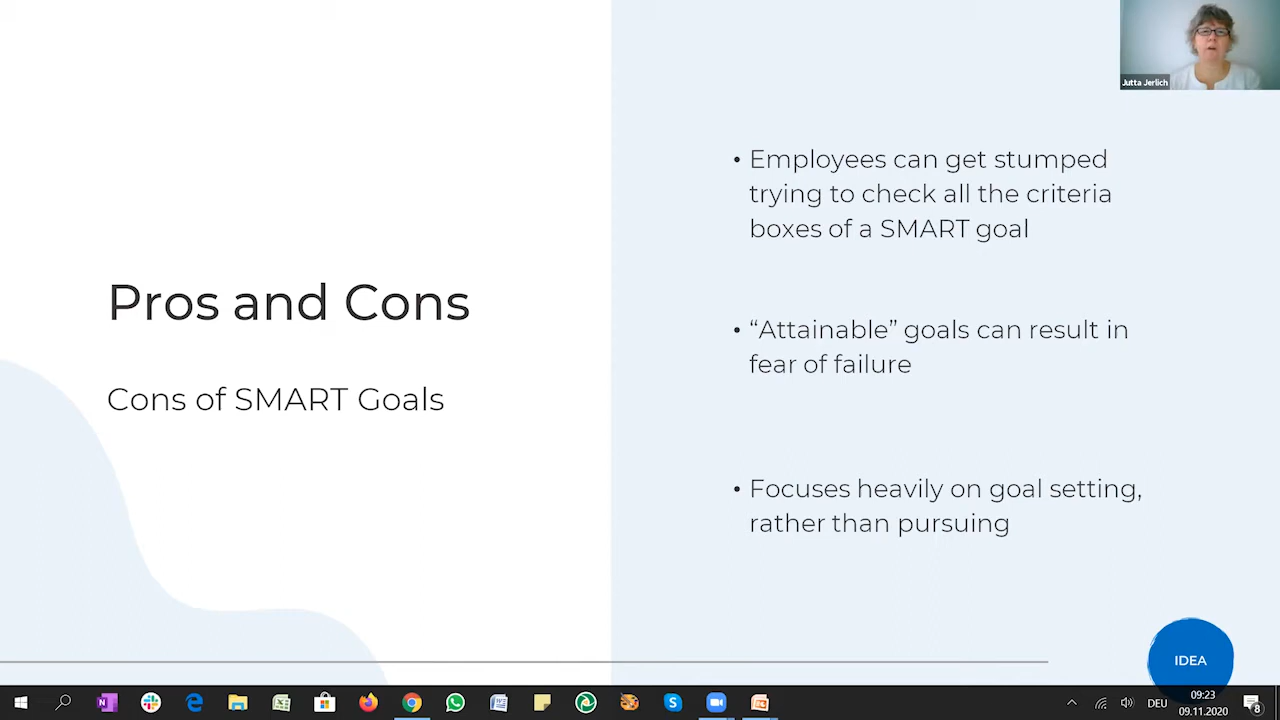 Jutta Jerlich
Pros and Cons
Cons of SMART Goals
• Employees can get stumped
trying to check all the criteria
boxes of a SMART goal
• “Attainable” goals can result in
fear of failure
• Focuses heavily on goal setting,
rather than pursuing
IDEA
DEU
09:23
09.11.2020
8